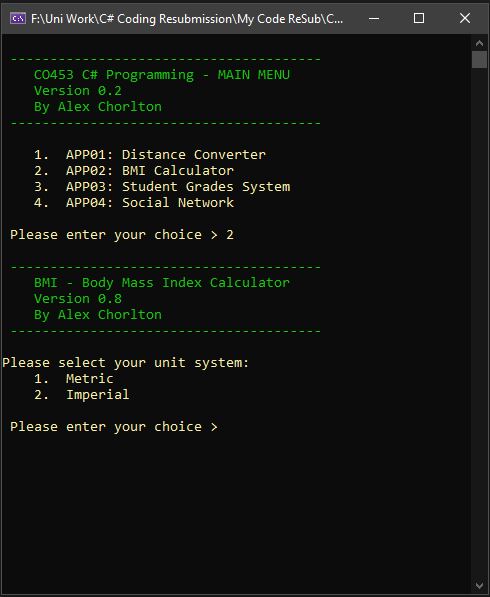 F:\Uni Work\C# Coding Resubmission\My Code ReSub\C...
----------------------------------------
CO453 C# Programming - MAIN MENU
Version 0.2
By Alex Chorlton
----------------------------------------
1. APP01: Distance Converter
2. APP02: BMI Calculator
3. APP03: Student Grades System
4. APP04: Social Network
Please enter your choice > 2
----------------------------------------
BMI - Body Mass Index Calculator
Version 0.8
By Alex Chorlton
----------------------------------------
Please select your unit system:
1. Metric
2. Imperial
Please enter your choice >